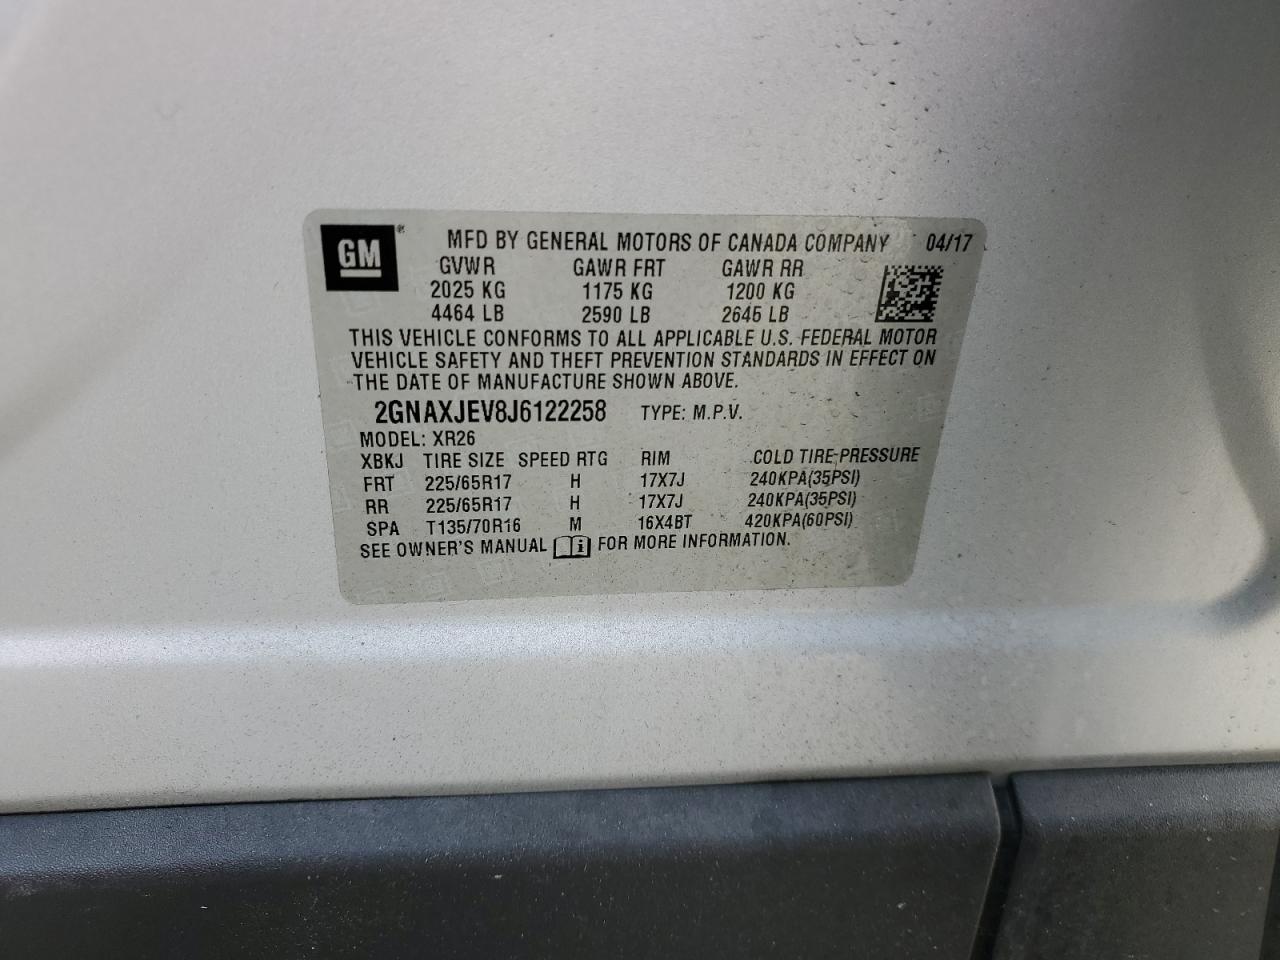 GM ® MFD BY GENERAL MOTORS OF CANADA COMPANY 04/17
GVWR GAWR FRT GAWR RR
2025 KG 1175 KG 1200 KG
4464 LB 2590 LB 2645 LB
THIS VEHICLE CONFORMS TO ALL APPLICABLE U.S. FEDERAL MOTOR
VEHICLE SAFETY AND THEFT PREVENTION STANDARDS IN EFFECT ON
THE DATE OF MANUFACTURE SHOWN ABOVE.
2GNAXJEV8J6122258 TYPE: M.P.V.
MODEL: XR26
XBKJ TIRE SIZE SPEED RTG RIM COLD TIRE PRESSURE
FRT 225/65R17 H 17X7J 240KPA(35PSI)
RR 225/65R17 H 17X7J 240KPA(35PSI)
SPA T135/70R16 M 16X4BT 420KPA(60PSI)
SEE OWNER'S MANUAL i FOR MORE INFORMATION.